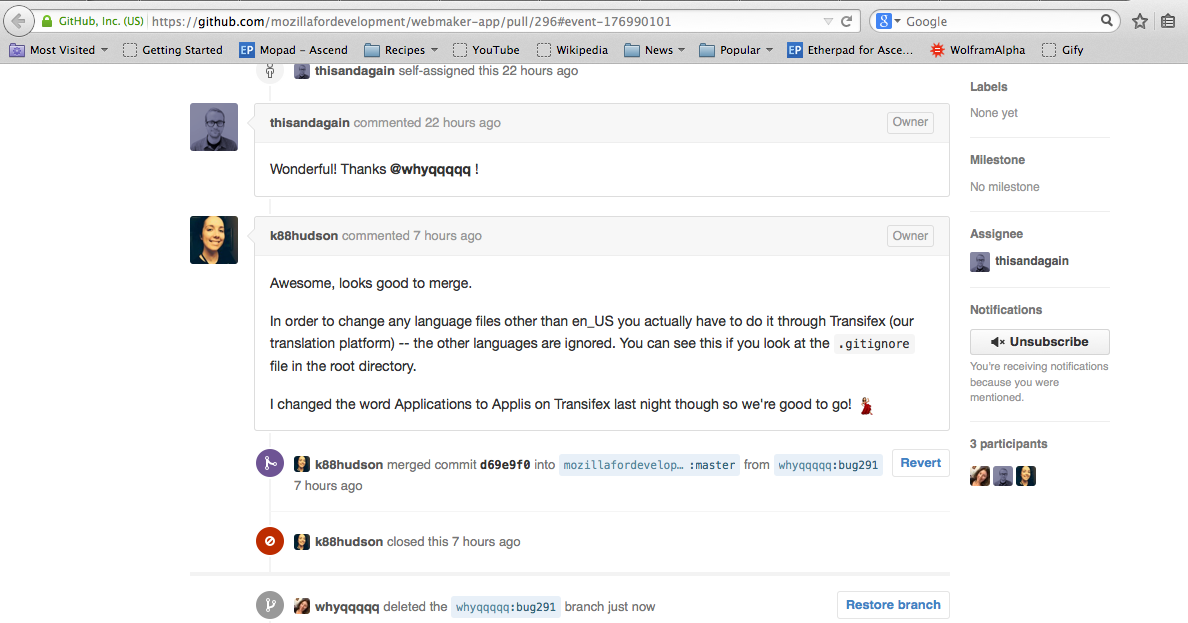 GitHub, Inc. (US) https://github.com/mozillafordevelopment/webmaker-app/pull/296#event-176990101 Google
Most Visited Getting Started EP Mopad – Ascend Recipes YouTube Wikipedia News Popular EP Etherpad for Asce... WolframAlpha Gify
thisandagain self-assigned this 22 hours ago
Labels
None yet
thisandagain commented 22 hours ago Owner
Wonderful! Thanks @whyqqqqq !
Milestone
No milestone
k88hudson commented 7 hours ago Owner
Assignee
thisandagain
Awesome, looks good to merge.
In order to change any language files other than en_US you actually have to do it through Transifex (our
translation platform) -- the other languages are ignored. You can see this if you look at the .gitignore
file in the root directory.
I changed the word Applications to Applis on Transifex last night though so we're good to go!
Notifications
Unsubscribe
You're receiving notifications
because you were
mentioned.
3 participants
k88hudson merged commit d69e9f0 into mozillafordevelop… :master from whyqqqqq:bug291 Revert
7 hours ago
k88hudson closed this 7 hours ago
whyqqqqq deleted the whyqqqqq:bug291 branch just now Restore branch